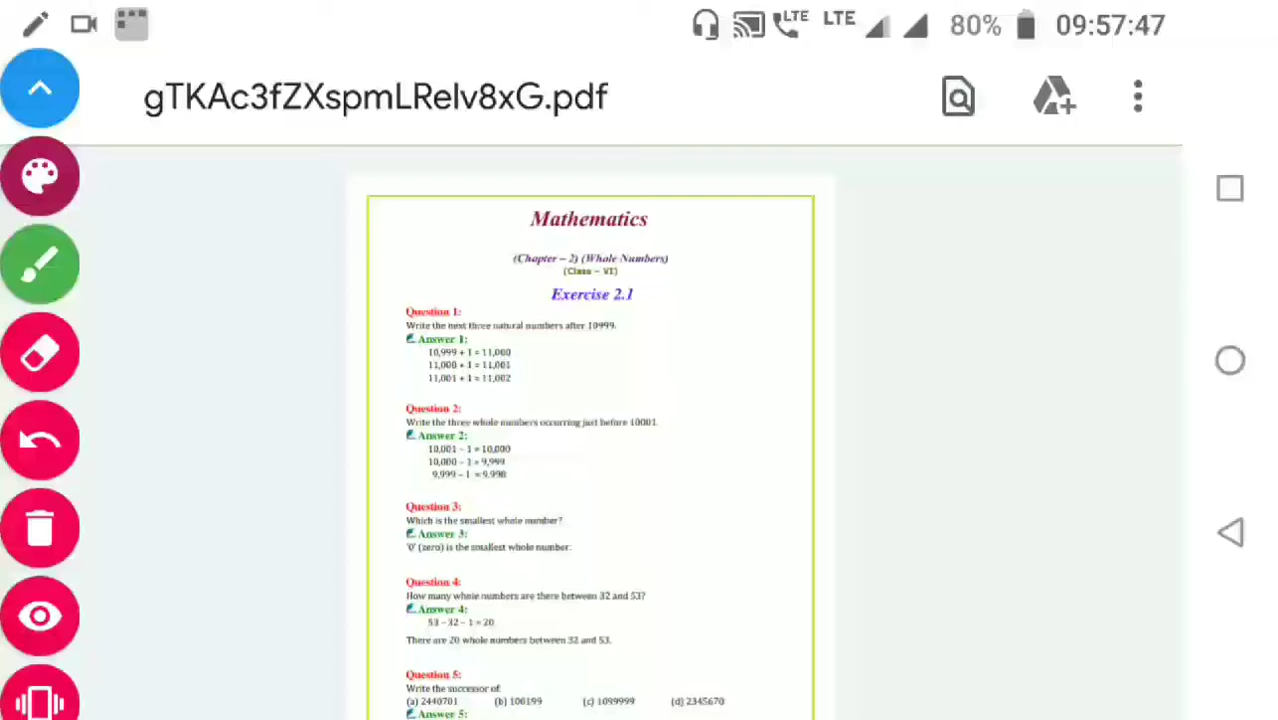 LTE LTE 80% 09:57:47
gTKAc3fZXspmLRelv8xG.pdf
Mathematics
(Chapter – 2) (Whole Numbers)
(Class – VI)
Exercise 2.1
Question 1:
Write the next three natural numbers after 10999.
Answer 1:
10,999 + 1 = 11,000
11,000 + 1 = 11,001
11,001 + 1 = 11,002
Question 2:
Write the three whole numbers occurring just before 10001.
Answer 2:
10,001 – 1 = 10,000
10,000 – 1 = 9,999
9,999 – 1 = 9,998
Question 3:
Which is the smallest whole number?
Answer 3:
'0' (zero) is the smallest whole number.
Question 4:
How many whole numbers are there between 32 and 53?
Answer 4:
53 – 32 – 1 = 20
There are 20 whole numbers between 32 and 53.
Question 5:
Write the successor of:
(a) 2440701 (b) 100199 (c) 1099999 (d) 2345670
Answer 5: